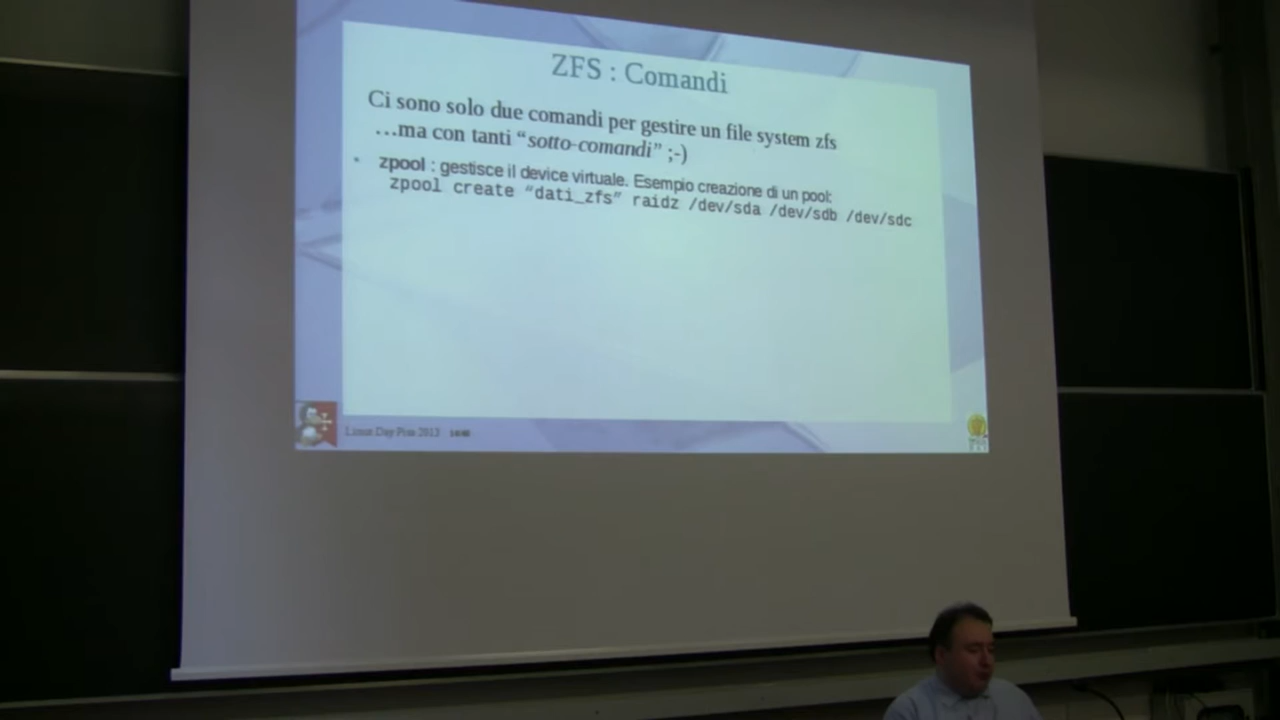 ZFS : Comandi
Ci sono solo due comandi per gestire un file system zfs
…ma con tanti “sotto-comandi” ;-)
• zpool : gestisce il device virtuale. Esempio creazione di un pool:
zpool create “dati_zfs” raidz /dev/sda /dev/sdb /dev/sdc
Linux Day Pisa 2013